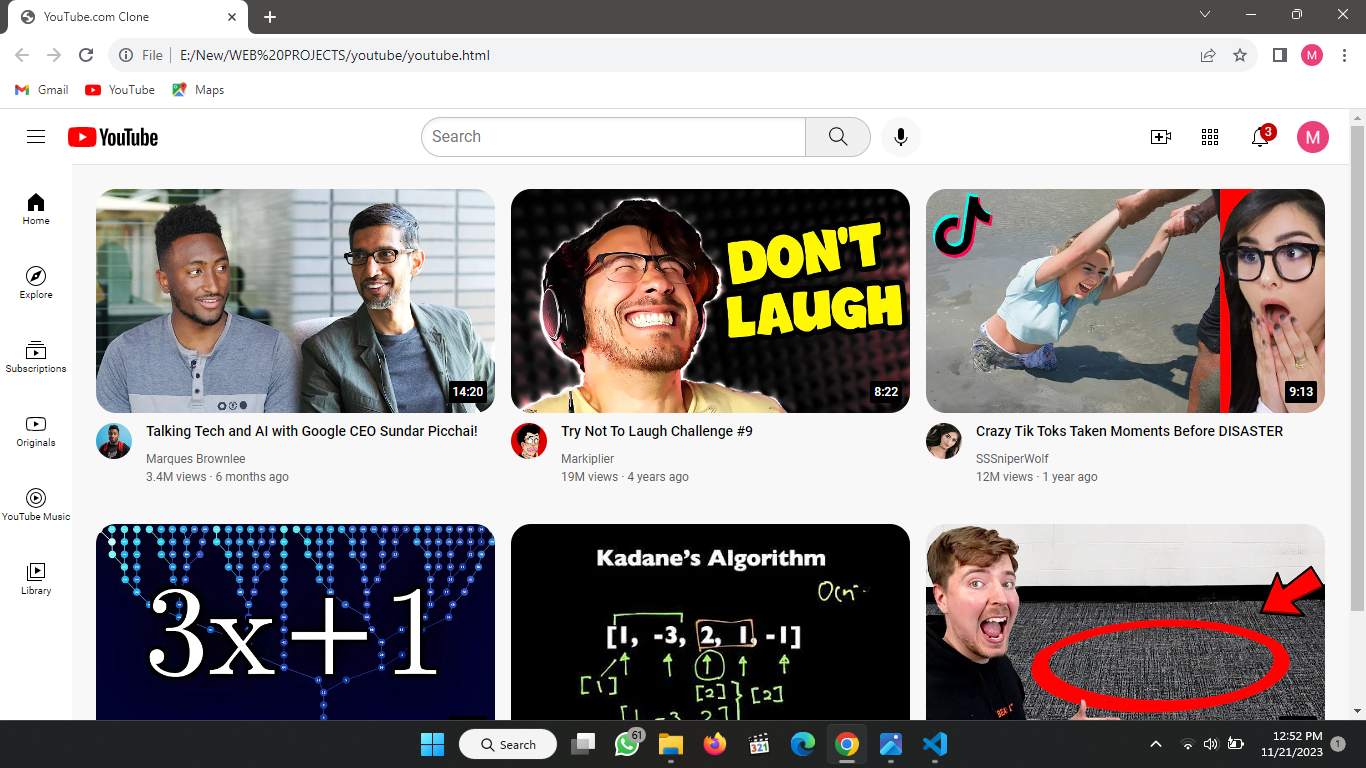 YouTube.com Clone
File
E:/New/WEB%20PROJECTS/youtube/youtube.html
M
Gmail
YouTube
Maps
YouTube
Search
3
M
Home
Explore
Subscriptions
Originals
YouTube Music
Library
14:20
Talking Tech and AI with Google CEO Sundar Picchai!
Marques Brownlee
3.4M views · 6 months ago
DON'T
LAUGH
8:22
Try Not To Laugh Challenge #9
Markiplier
19M views · 4 years ago
9:13
Crazy Tik Toks Taken Moments Before DISASTER
SSSniperWolf
12M views · 1 year ago
3x+1
Kadane's Algorithm
[1, -3, 2, 1, -1]
[1]
[2]
[2]
Search
61
321
12:52 PM
11/21/2023
1